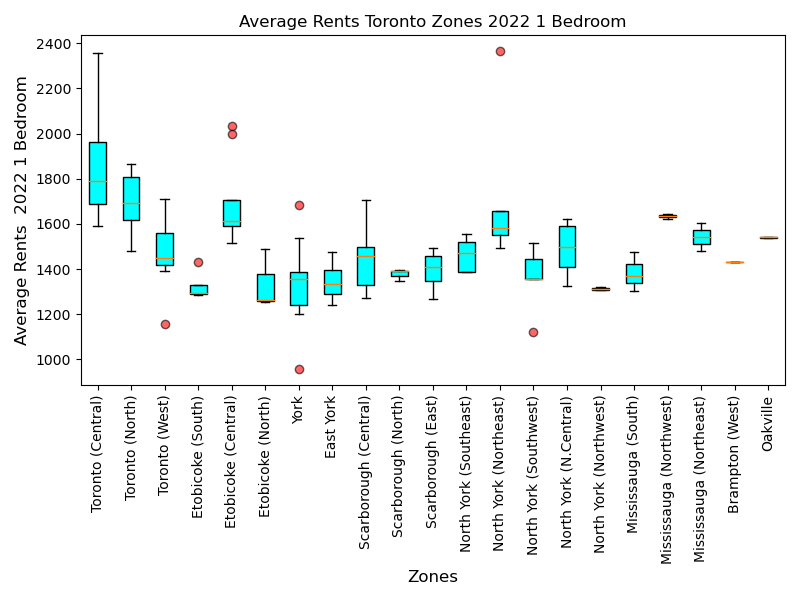 Average Rents Toronto Zones 2022 1 Bedroom
Average Rents  2022 1 Bedroom
2400
2200
2000
1800
1600
1400
1200
1000
Toronto (Central)
Toronto (North)
Toronto (West)
Etobicoke (South)
Etobicoke (Central)
Etobicoke (North)
York
East York
Scarborough (Central)
Scarborough (North)
Scarborough (East)
North York (Southeast)
North York (Northeast)
North York (Southwest)
North York (N.Central)
North York (Northwest)
Mississauga (South)
Mississauga (Northwest)
Mississauga (Northeast)
Brampton (West)
Oakville
Zones